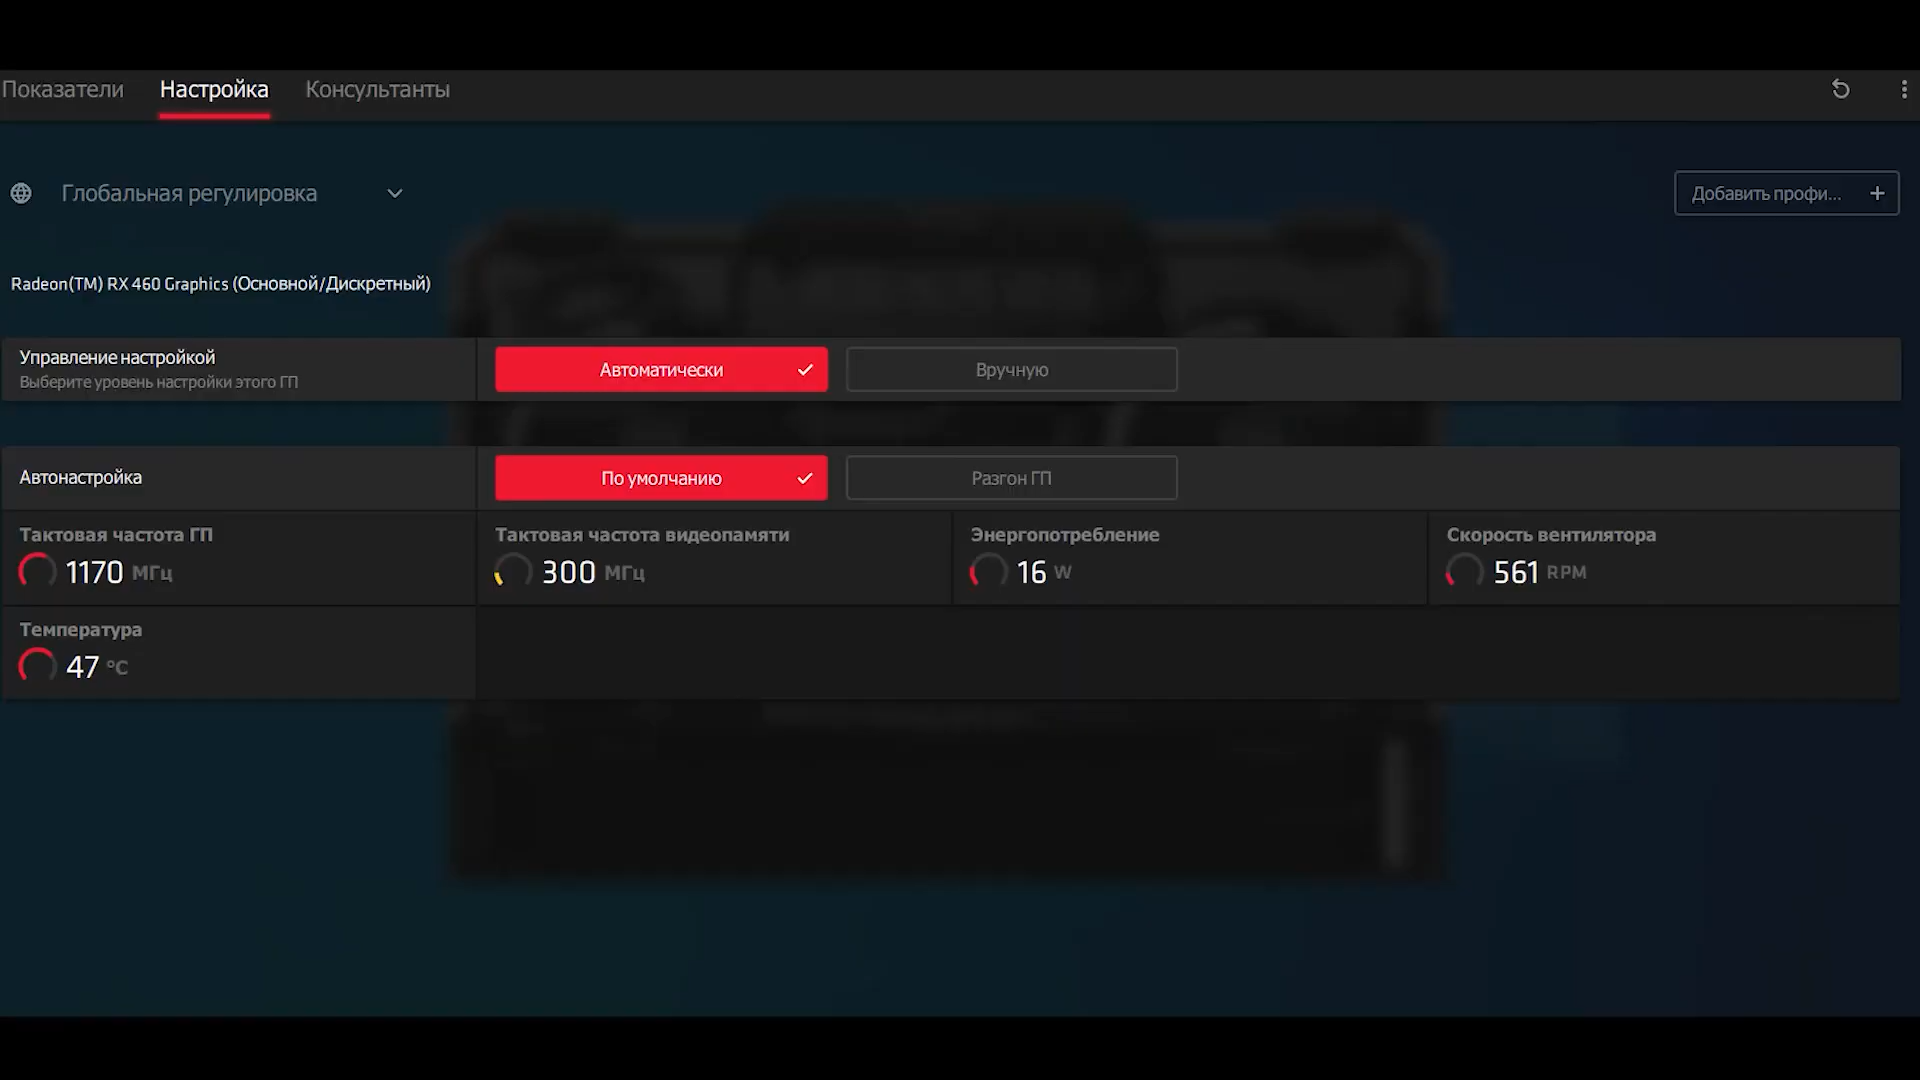 Показатели Настройка Консультанты
Глобальная регулировка Добавить профи... +
Radeon(TM) RX 460 Graphics (Основной/Дискретный)
Управление настройкой
Выберите уровень настройки этого ГП
Автоматически Вручную
Автонастройка По умолчанию Разгон ГП
Тактовая частота ГП Тактовая частота видеопамяти Энергопотребление Скорость вентилятора
1170 МГц 300 МГц 16 W 561 RPM
Температура
47 °C